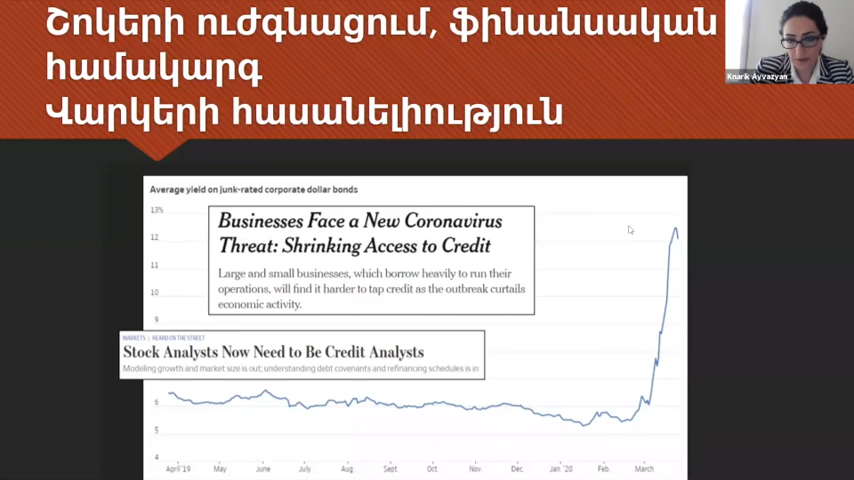 Շոկերի ուժգնացում, ֆինանսական
համակարգ
Վարկերի հասանելիություն
Knarik Ayvazyan
Average yield on junk-rated corporate dollar bonds
13%
Businesses Face a New Coronavirus
Threat: Shrinking Access to Credit
Large and small businesses, which borrow heavily to run their
operations, will find it harder to tap credit as the outbreak curtails
economic activity.
12
11
10
9
MARKETS | HEARD ON THE STREET
Stock Analysts Now Need to Be Credit Analysts
Modeling growth and market size is out; understanding debt covenants and refinancing schedules is in
6
5
4
April '19 May June July Aug. Sept. Oct. Nov. Dec. Jan. '20 Feb. March